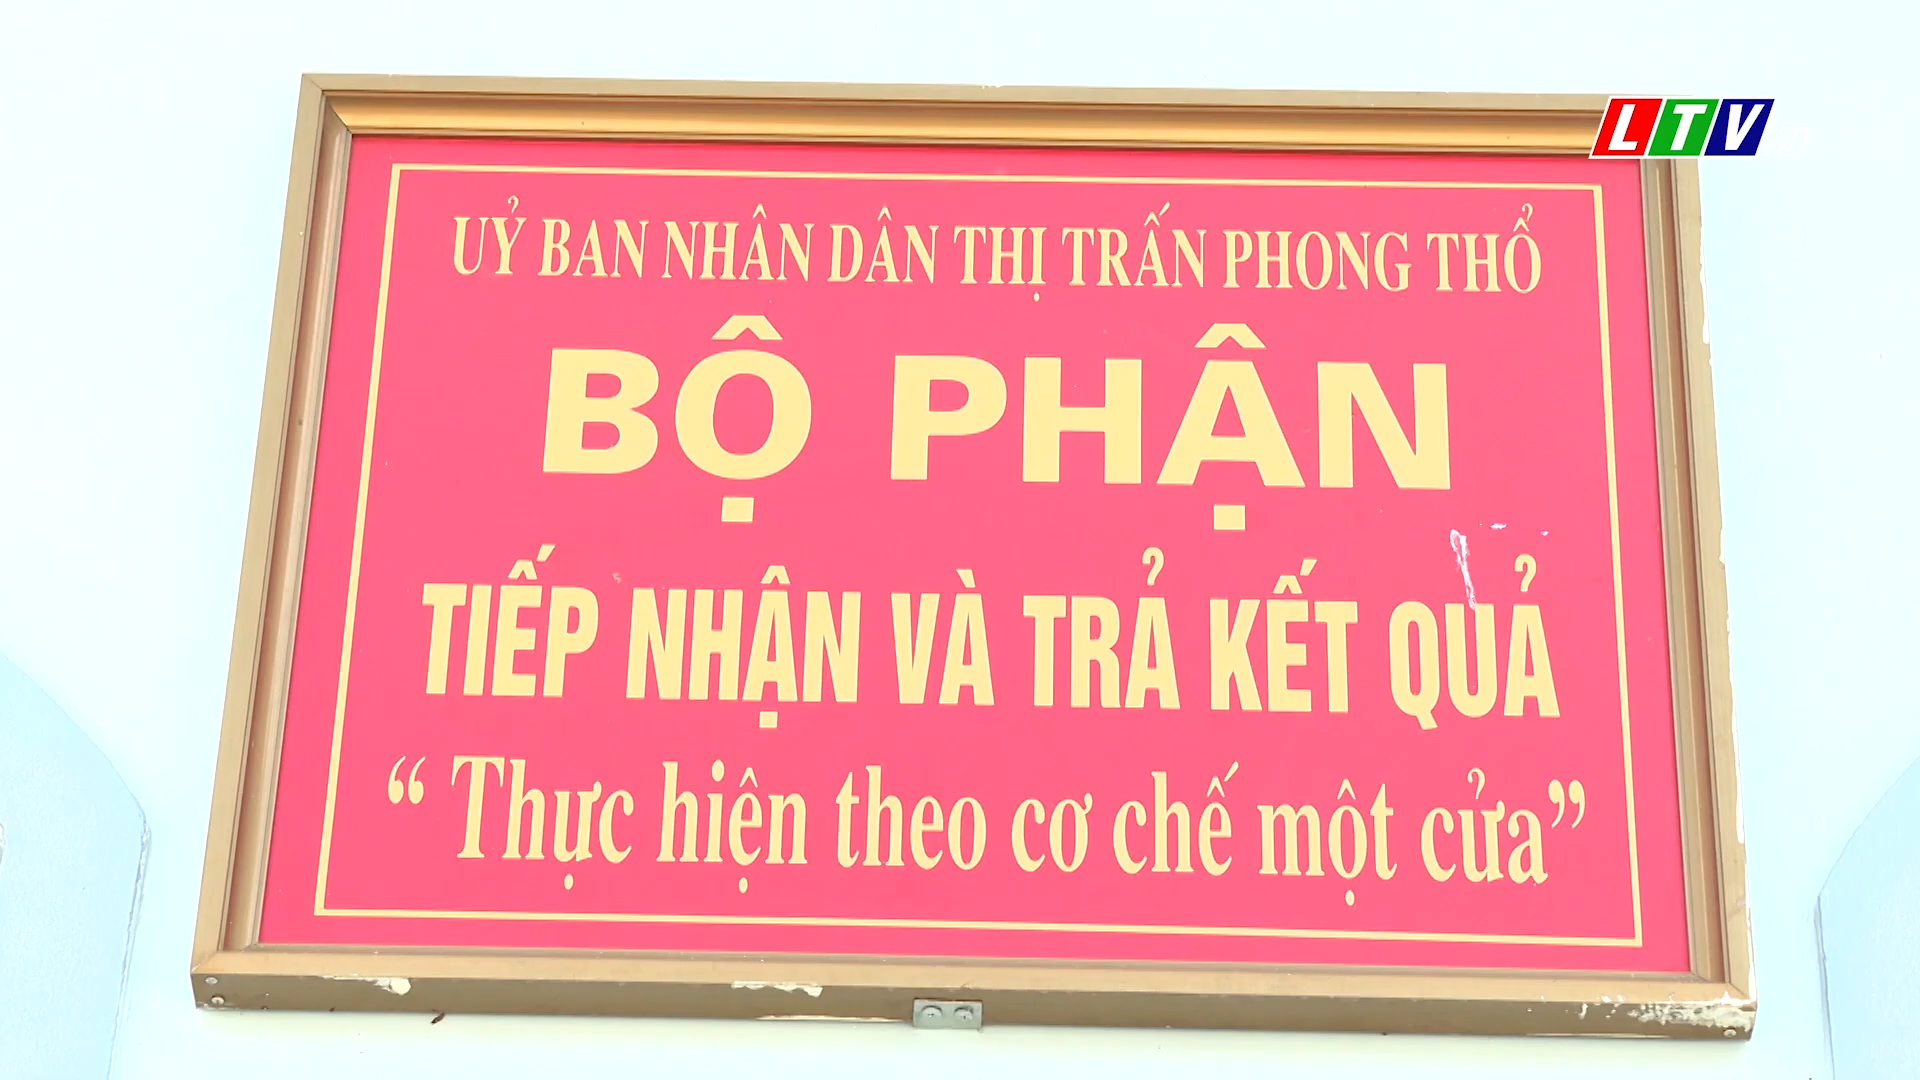 LTV
UỶ BAN NHÂN DÂN THỊ TRẤN PHONG THỔ
BỘ PHẬN
TIẾP NHẬN VÀ TRẢ KẾT QUẢ
“ Thực hiện theo cơ chế một cửa”